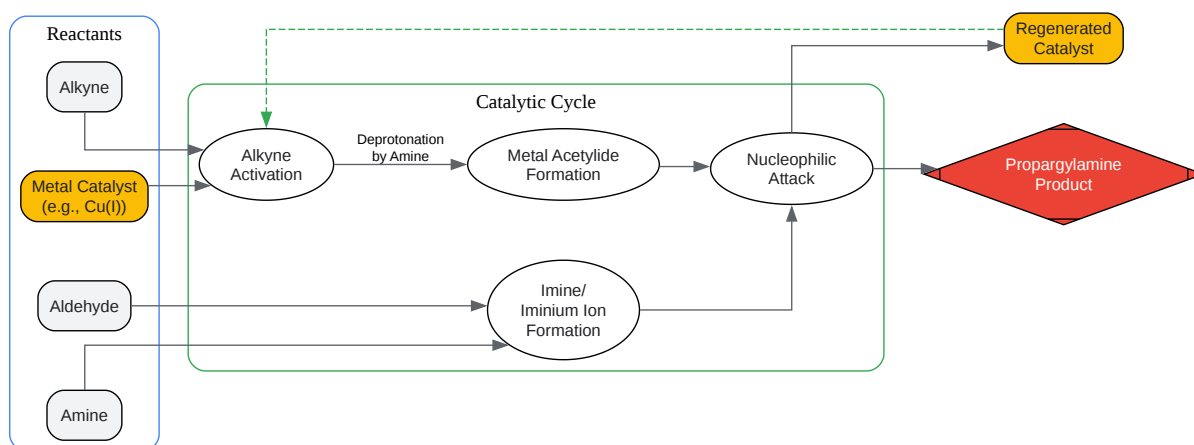 Reactants
Alkyne
Metal Catalyst
(e.g., Cu(I))
Aldehyde
Amine
Catalytic Cycle
Alkyne
Activation
Deprotonation
by Amine
Metal Acetylide
Formation
Nucleophilic
Attack
Imine/
Iminium Ion
Formation
Regenerated
Catalyst
Propargylamine
Product